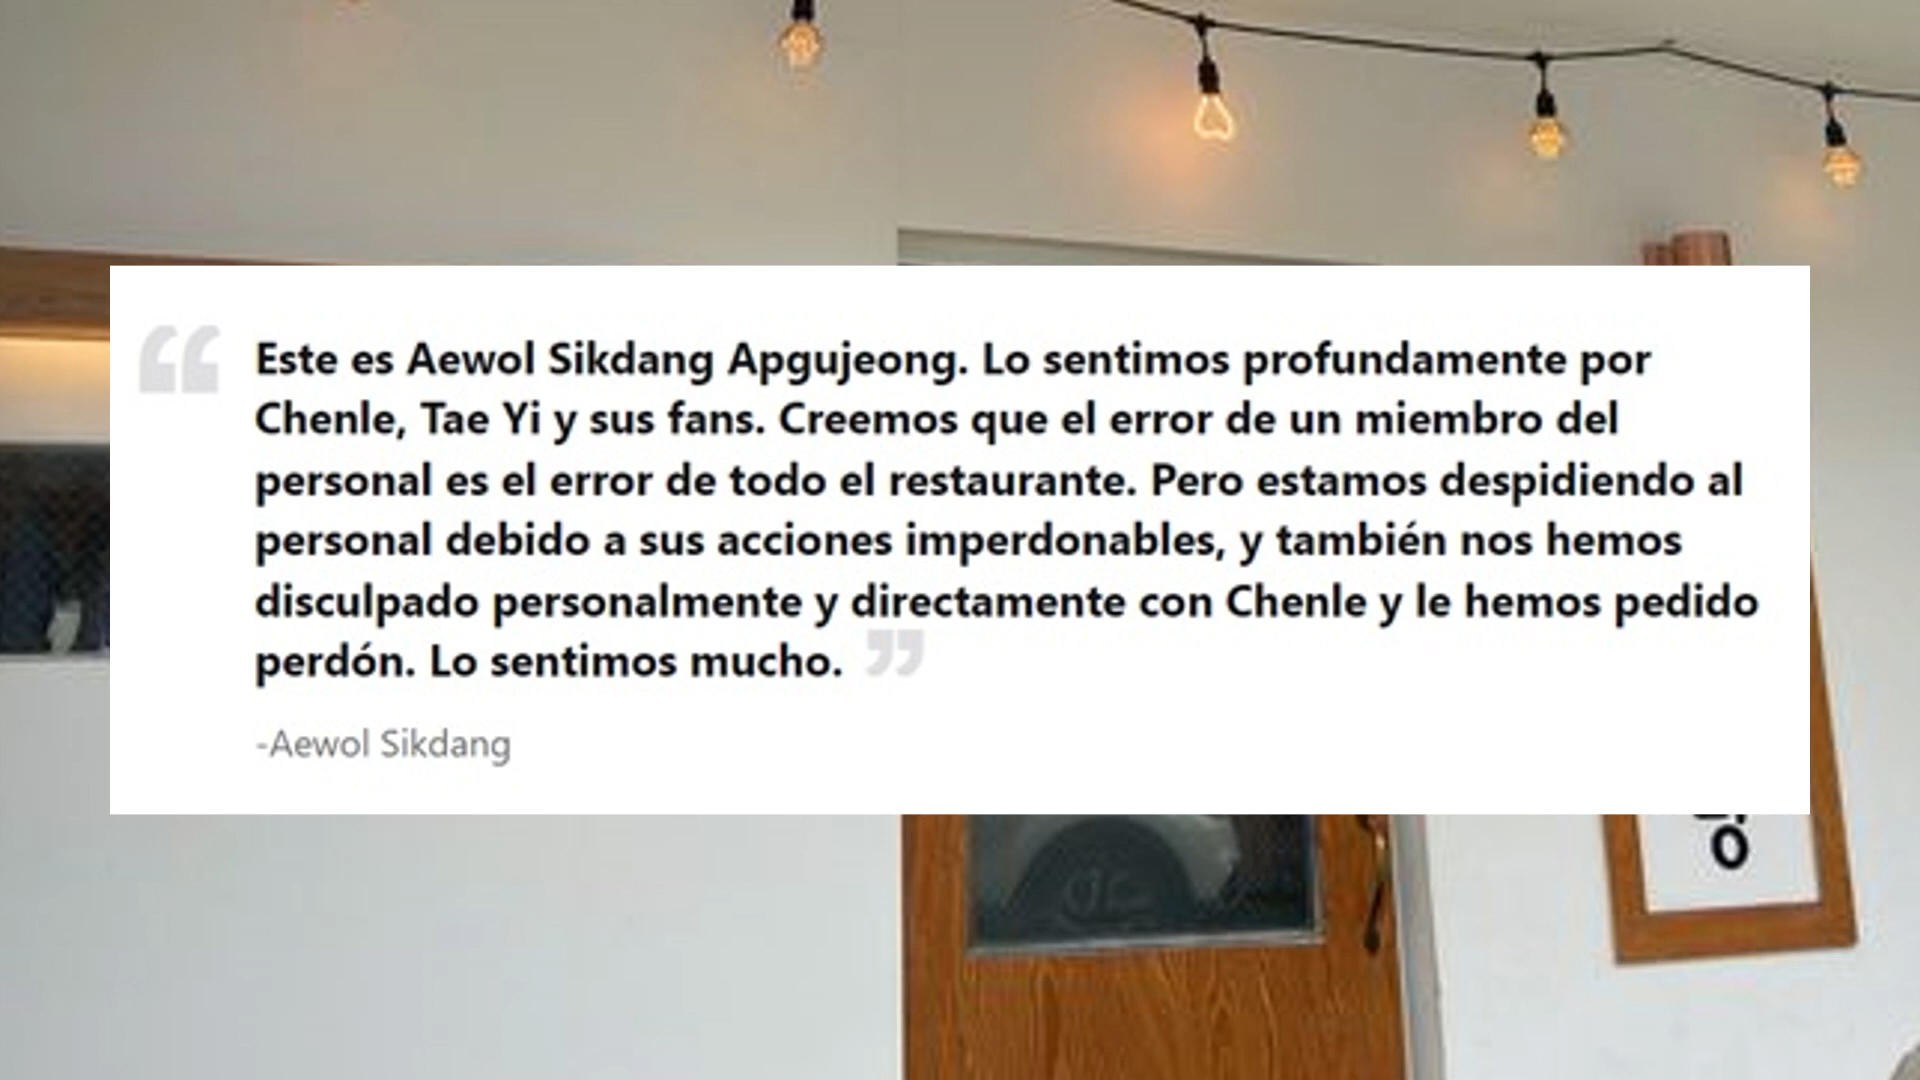 Este es Aewol Sikdang Apgujeong. Lo sentimos profundamente por
Chenle, Tae Yi y sus fans. Creemos que el error de un miembro del
personal es el error de todo el restaurante. Pero estamos despidiendo al
personal debido a sus acciones imperdonables, y también nos hemos
disculpado personalmente y directamente con Chenle y le hemos pedido
perdón. Lo sentimos mucho.
-Aewol Sikdang